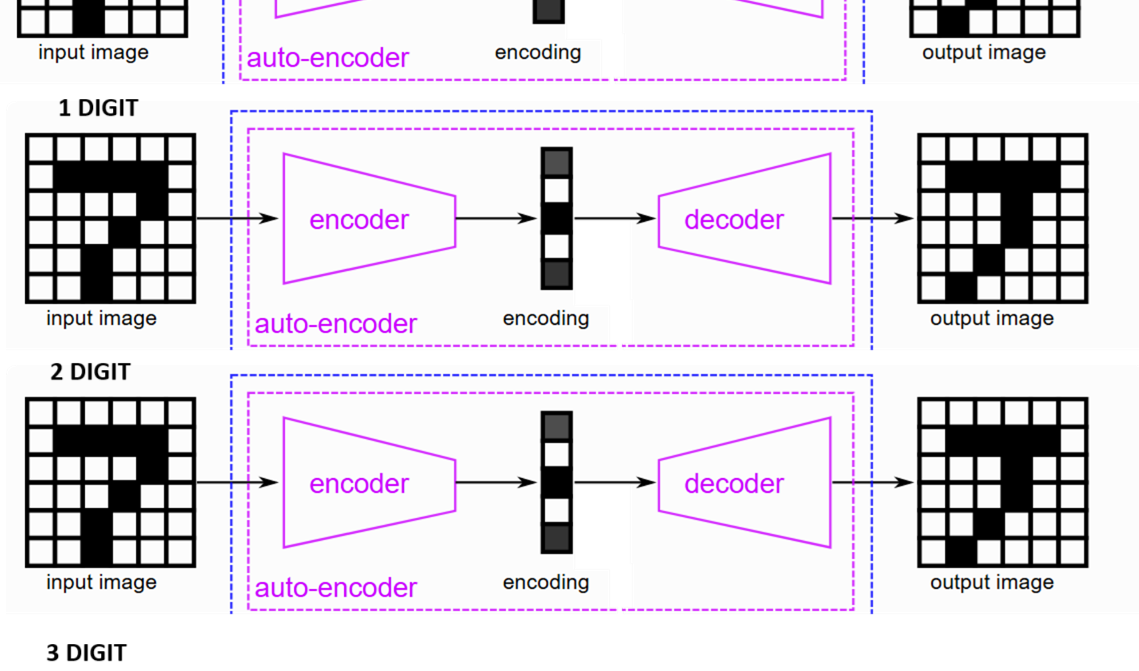 input image
auto-encoder
encoding
output image
1 DIGIT
encoder
decoder
input image
auto-encoder
encoding
output image
2 DIGIT
encoder
decoder
input image
auto-encoder
encoding
output image
3 DIGIT